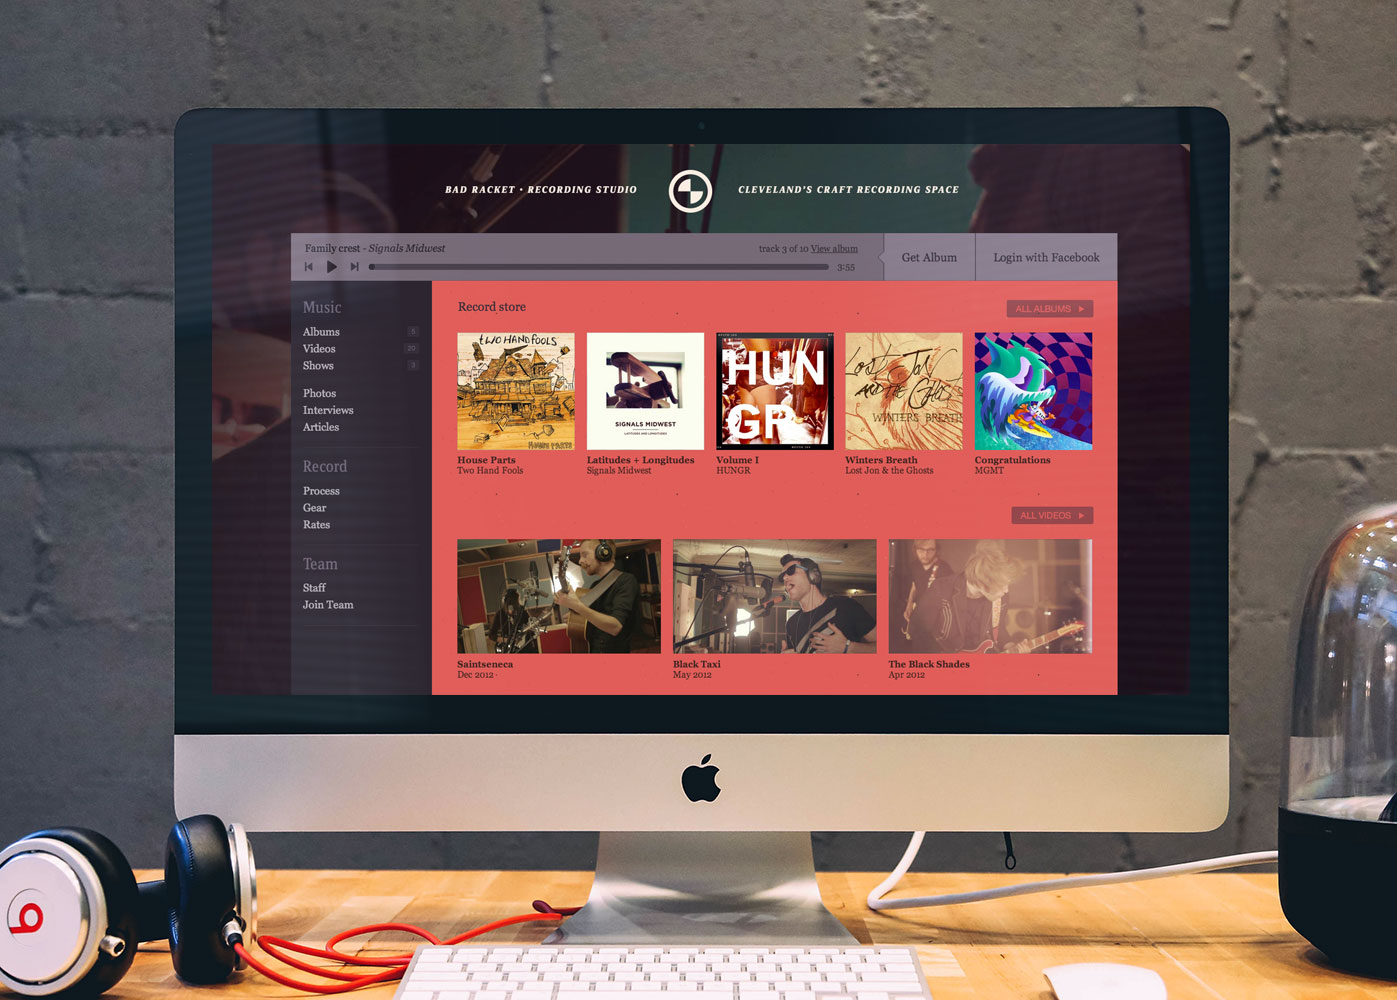 BAD RACKET • RECORDING STUDIO
CLEVELAND'S CRAFT RECORDING SPACE
Family crest - Signals Midwest
track 3 of 10 View album
3:55
Get Album
Login with Facebook
Music
Albums 5
Videos 20
Shows 3
Photos
Interviews
Articles
Record
Process
Gear
Rates
Team
Staff
Join Team
Record store
ALL ALBUMS
TWO HAND FOOLS
HOUSE PARTS
SIGNALS MIDWEST
LATITUDES AND LONGITUDES
HUN
GR
Lost Jon
AND the Ghosts
WINTERS BREATH
House Parts
Two Hand Fools
Latitudes + Longitudes
Signals Midwest
Volume I
HUNGR
Winters Breath
Lost Jon & the Ghosts
Congratulations
MGMT
ALL VIDEOS
Saintseneca
Dec 2012
Black Taxi
May 2012
The Black Shades
Apr 2012
b